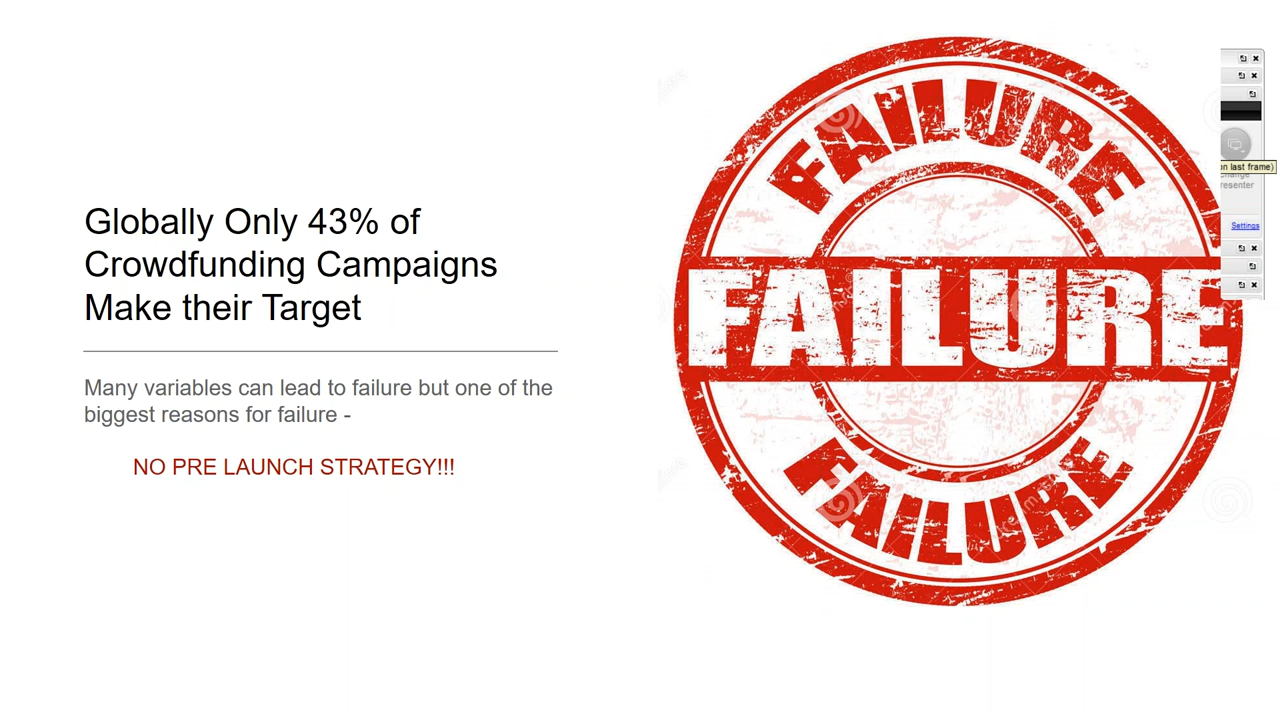 Globally Only 43% of
Crowdfunding Campaigns
Make their Target
Many variables can lead to failure but one of the
biggest reasons for failure -
NO PRE LAUNCH STRATEGY!!!
FAILURE
FAILURE
FAILURE
on last frame)
resenter
Settings